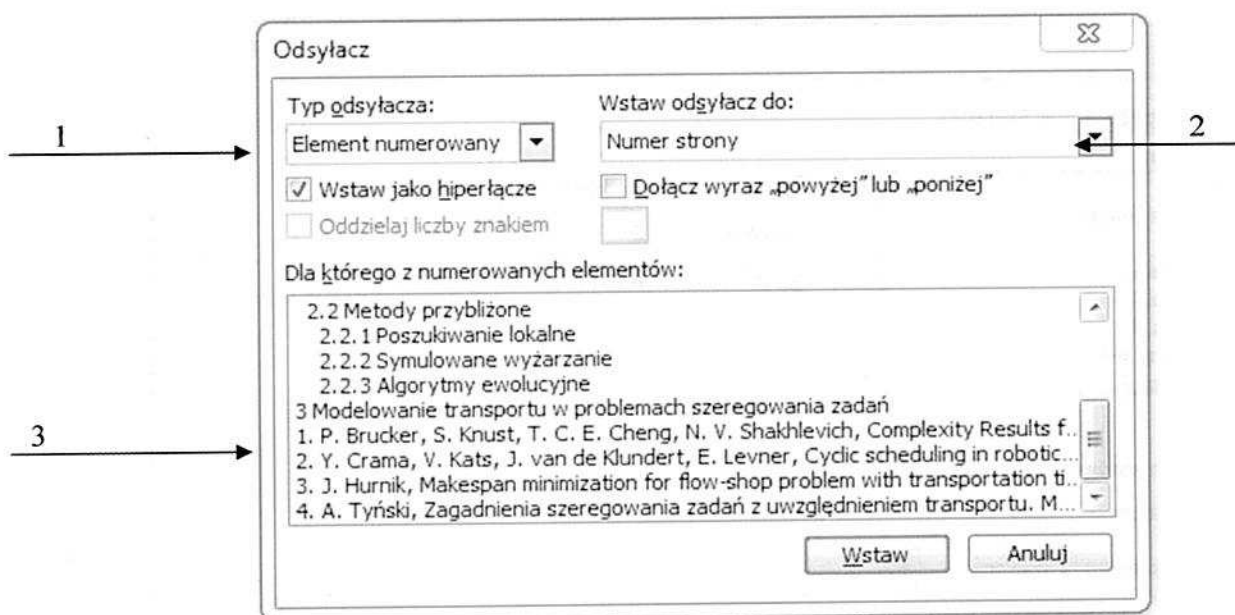 Odsyłacz
Typ odsyłacza:
Wstaw odsyłacz do:
1
Element numerowany
Numer strony
2
Wstaw jako hiperłącze
Dołącz wyraz „powyżej” lub „poniżej”
Oddzielaj liczby znakiem
Dla którego z numerowanych elementów:
2.2 Metody przybliżone
2.2.1 Poszukiwanie lokalne
2.2.2 Symulowane wyżarzanie
2.2.3 Algorytmy ewolucyjne
3 Modelowanie transportu w problemach szeregowania zadań
3
1. P. Brucker, S. Knust, T. C. E. Cheng, N. V. Shakhlevich, Complexity Results f...
2. Y. Crama, V. Kats, J. van de Klundert, E. Levner, Cyclic scheduling in robotic...
3. J. Hurnik, Makespan minimization for flow-shop problem with transportation ti...
4. A. Tyński, Zagadnienia szeregowania zadań z uwzględnieniem transportu. M...
Wstaw
Anuluj